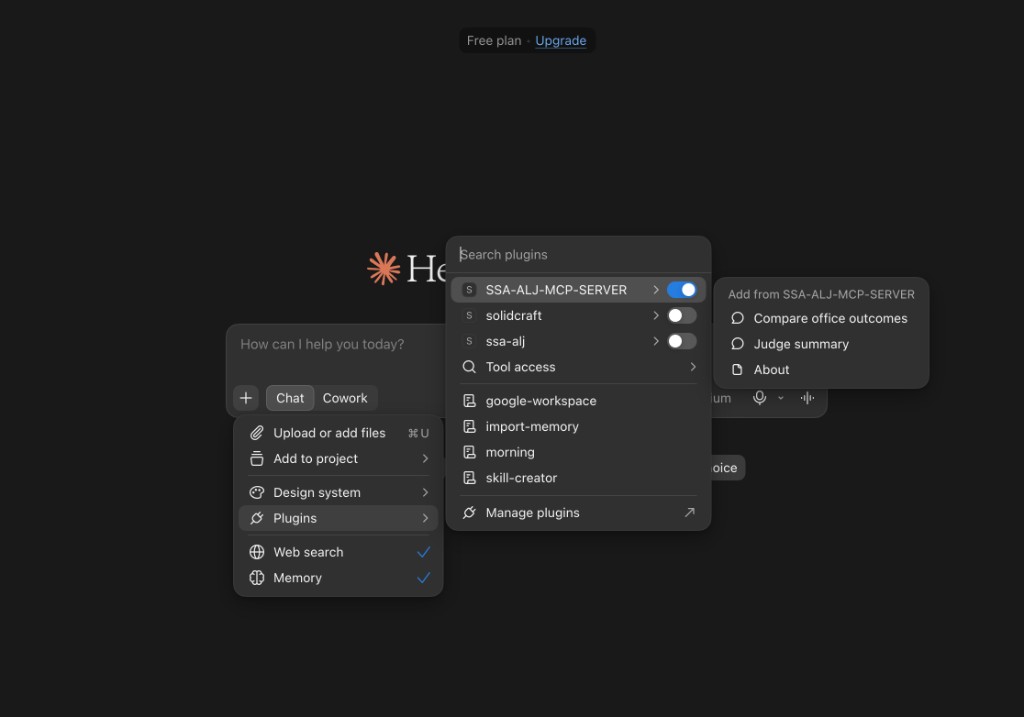 Free plan · Upgrade
He
Search plugins
S SSA-ALJ-MCP-SERVER
S solidcraft
S ssa-alj
Tool access
google-workspace
import-memory
morning
skill-creator
Manage plugins
Add from SSA-ALJ-MCP-SERVER
Compare office outcomes
Judge summary
About
How can I help you today?
Chat Cowork
ium
oice
Upload or add files ⌘U
Add to project
Design system
Plugins
Web search
Memory